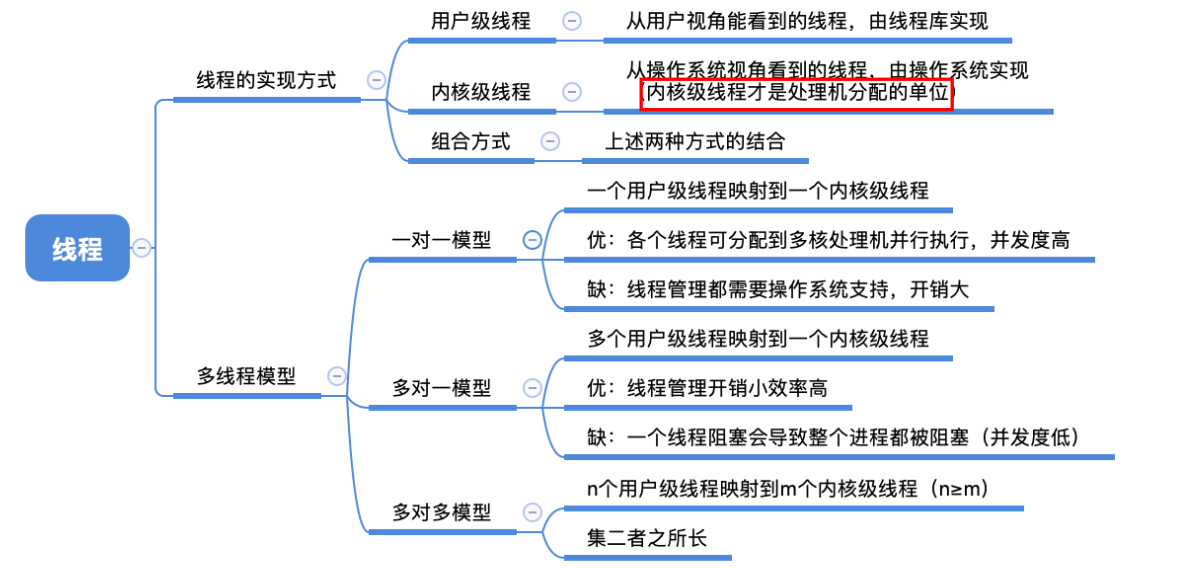 线程
线程的实现方式
用户级线程
从用户视角能看到的线程，由线程库实现
内核级线程
从操作系统视角看到的线程，由操作系统实现
（内核级线程才是处理机分配的单位）
组合方式
上述两种方式的结合
多线程模型
一对一模型
一个用户级线程映射到一个内核级线程
优：各个线程可分配到多核处理机并行执行，并发度高
缺：线程管理都需要操作系统支持，开销大
多对一模型
多个用户级线程映射到一个内核级线程
优：线程管理开销小效率高
缺：一个线程阻塞会导致整个进程都被阻塞（并发度低）
多对多模型
n个用户级线程映射到m个内核级线程（n≥m）
集二者之所长